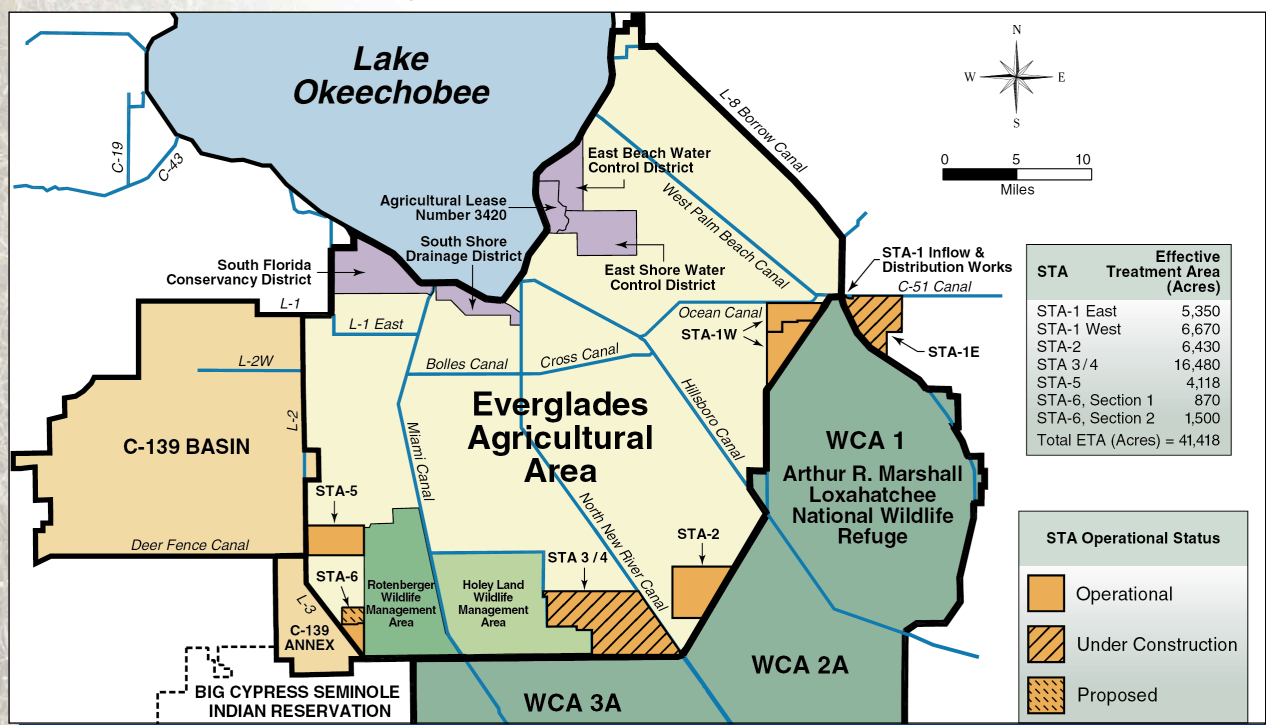 Lake
Okeechobee
N
W
E
S
0
5
10
Miles
C-19
C-43
L-8 Borrow Canal
East Beach Water
Control District
Agricultural Lease
Number 3420
South Shore
Drainage District
South Florida
Conservancy District
West Palm Beach Canal
East Shore Water
Control District
STA-1 Inflow &
Distribution Works
C-51 Canal
L-1
L-1 East
Ocean Canal
STA-1W
STA-1E
L-2W
Bolles Canal
Cross Canal
L-2
Everglades
Agricultural
Area
Hillsboro Canal
Miami Canal
C-139 BASIN
WCA 1
Arthur R. Marshall
Loxahatchee
National Wildlife
Refuge
STA-5
North New River Canal
STA-2
Deer Fence Canal
STA 3 / 4
STA-6
Rotenberger
Wildlife
Management
Area
Holey Land
Wildlife
Management
Area
L-3
C-139
ANNEX
WCA 2A
BIG CYPRESS SEMINOLE
INDIAN RESERVATION
WCA 3A
STA
Effective
Treatment Area
(Acres)
STA-1 East 5,350
STA-1 West 6,670
STA-2 6,430
STA 3 / 4 16,480
STA-5 4,118
STA-6, Section 1 870
STA-6, Section 2 1,500
Total ETA (Acres) = 41,418
STA Operational Status
Operational
Under Construction
Proposed